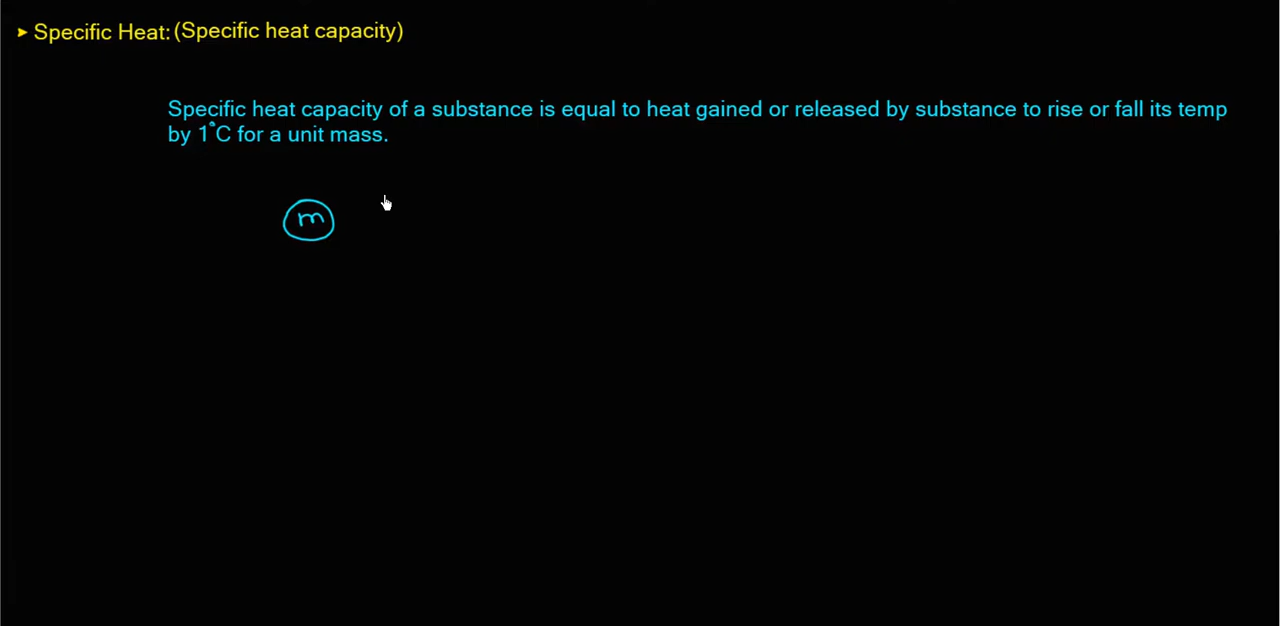 ➤ Specific Heat: (Specific heat capacity)
Specific heat capacity of a substance is equal to heat gained or released by substance to rise or fall its temp
by 1°C for a unit mass.
m